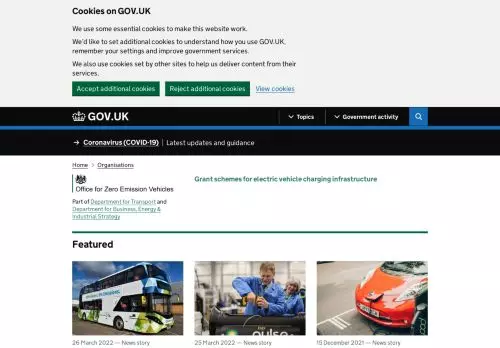 Cookies on GOV.UK
We use some essential cookies to make this website work.
We'd like to set additional cookies to understand how you use GOV.UK,
remember your settings and improve government services.
We also use cookies set by other sites to help us deliver content from their
services.
Accept additional cookies Reject additional cookies View cookies
GOV.UK Topics Government activity
→ Coronavirus (COVID-19) Latest updates and guidance
Home > Organisations
Office for Zero Emission Vehicles
Grant schemes for electric vehicle charging infrastructure
Part of Department for Transport and
Department for Business, Energy &
Industrial Strategy
Featured
pulse
26 March 2022 — News story
25 March 2022 — News story
15 December 2021 — News story